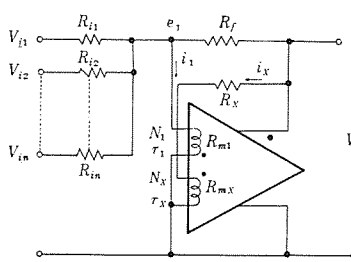 V_{i1}
R_{i1}
e_1
R_f
V_{i2}
R_{i2}
i_1
i_x
R_x
N_1
r_1
R_{m1}
V_{in}
R_{in}
N_x
r_x
R_{mx}
V